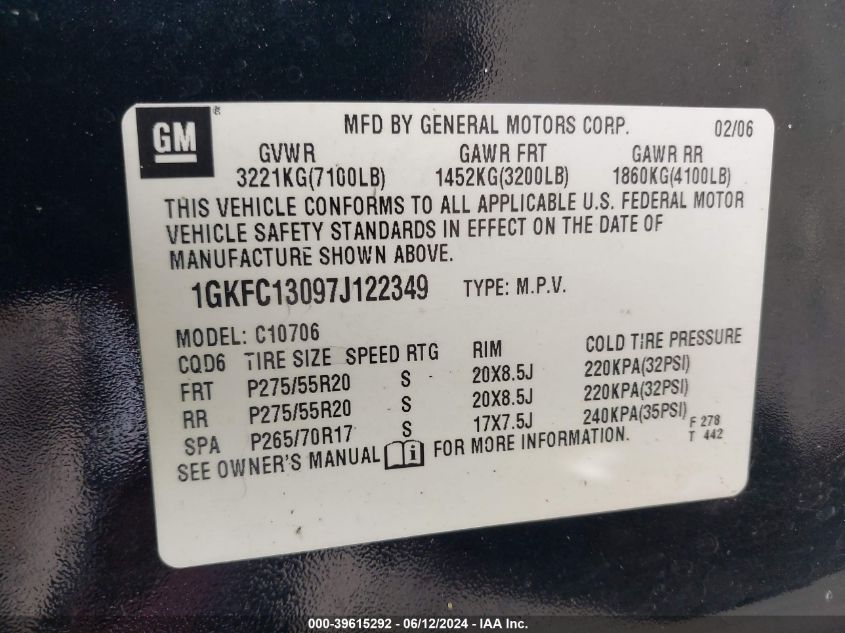 GM ®
MFD BY GENERAL MOTORS CORP. 02/06
GVWR GAWR FRT GAWR RR
3221KG(7100LB) 1452KG(3200LB) 1860KG(4100LB)
THIS VEHICLE CONFORMS TO ALL APPLICABLE U.S. FEDERAL MOTOR
VEHICLE SAFETY STANDARDS IN EFFECT ON THE DATE OF
MANUFACTURE SHOWN ABOVE.
1GKFC13097J122349 TYPE: M.P.V.
MODEL: C10706
CQD6 TIRE SIZE SPEED RTG RIM COLD TIRE PRESSURE
FRT P275/55R20 S 20X8.5J 220KPA(32PSI)
RR P275/55R20 S 20X8.5J 220KPA(32PSI)
SPA P265/70R17 S 17X7.5J 240KPA(35PSI) F 278
SEE OWNER'S MANUAL i FOR MORE INFORMATION. T 442
000-39615292 - 06/12/2024 - IAA Inc.